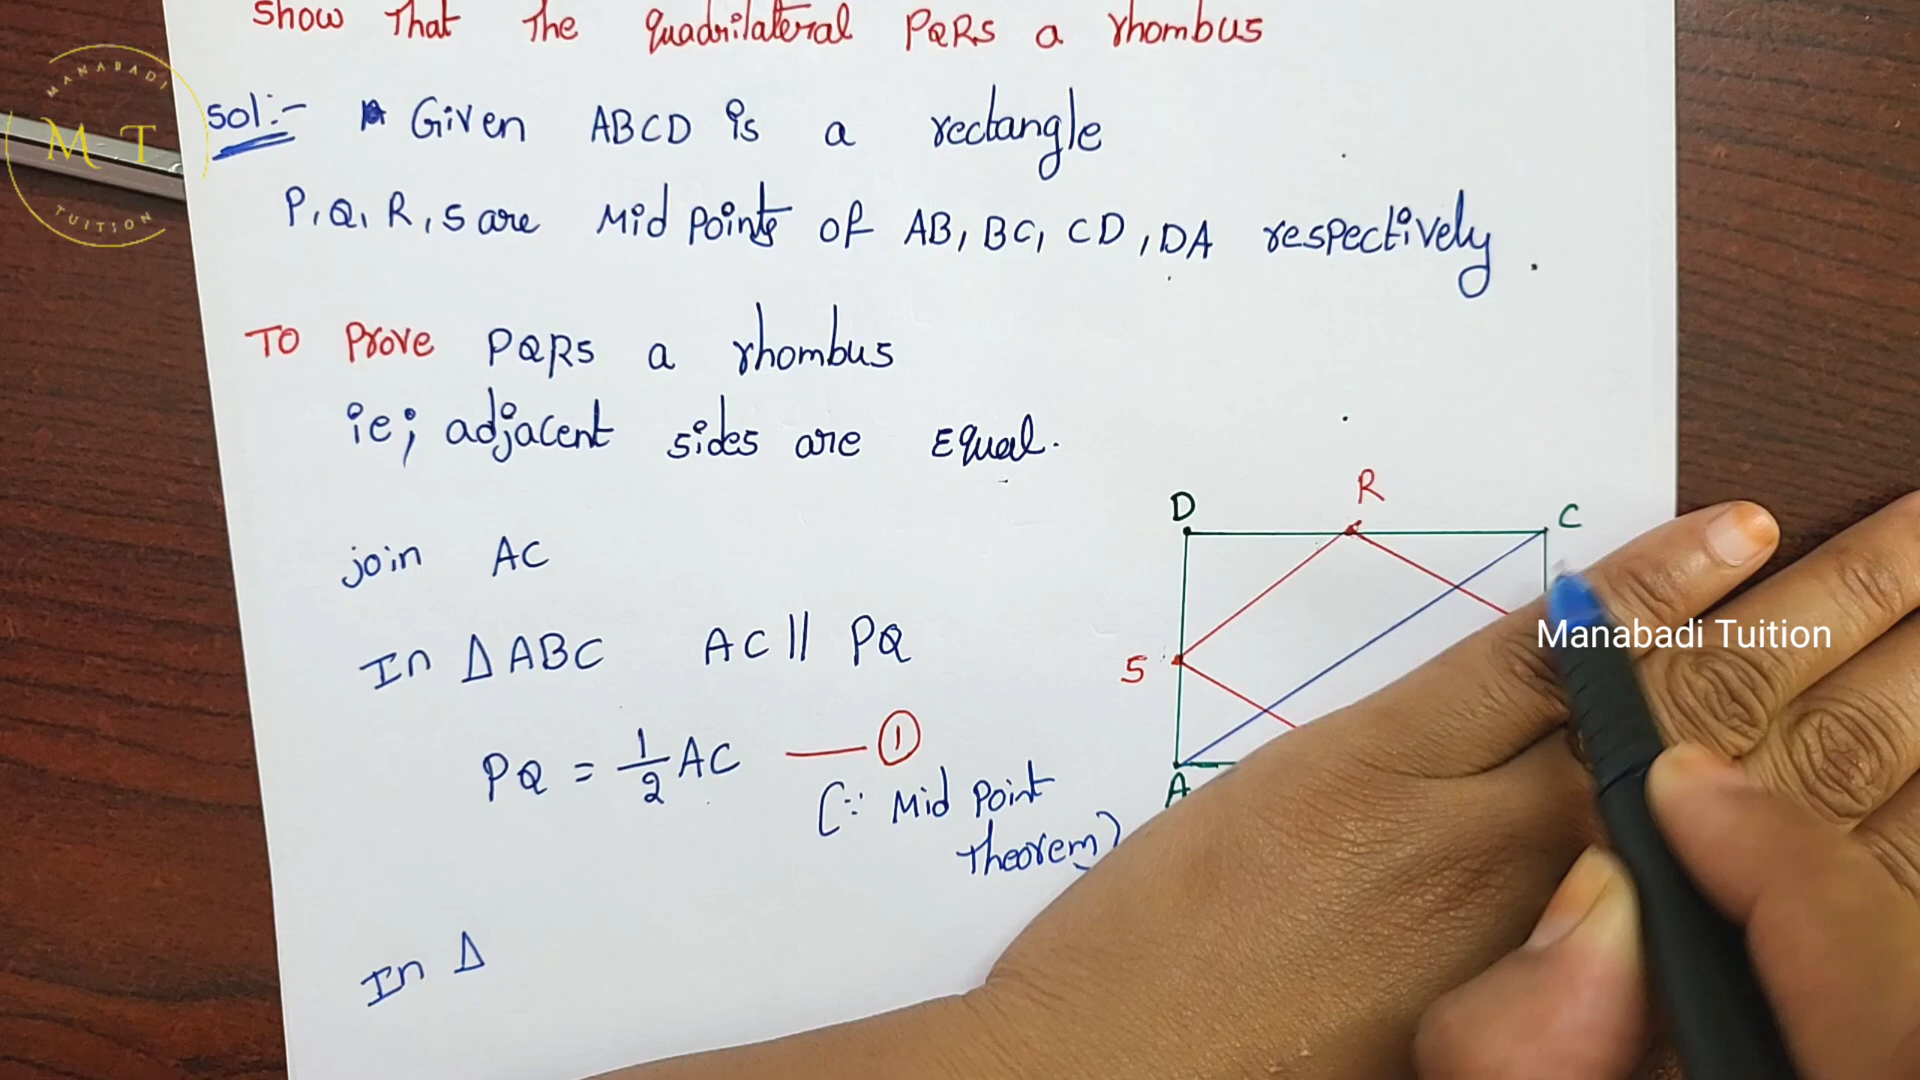 Show That The quadrilateral PQRS a rhombus
Sol:- Given ABCD is a rectangle
P, Q, R, S are Mid Points of AB, BC, CD, DA respectively.
TO Prove PQRS a rhombus
ie; adjacent sides are Equal.
join AC
In Δ ABC AC || PQ
PQ = 1/2 AC — ①
(∵ Mid Point
Theorem)
In Δ
D R C
S
A
MANABADI
M T
TUITION
Manabadi Tuition